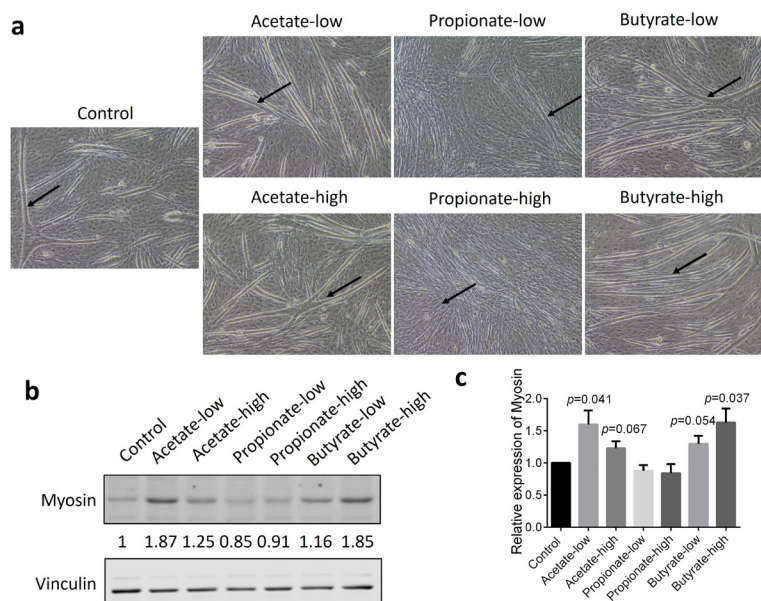 a
Acetate-low
Propionate-low
Butyrate-low
Control
Acetate-high
Propionate-high
Butyrate-high
b
Control
Acetate-low
Acetate-high
Propionate-low
Propionate-high
Butyrate-low
Butyrate-high
Myosin
1 1.87 1.25 0.85 0.91 1.16 1.85
Vinculin
c
Relative expression of Myosin
2.0
1.5
1.0
0.5
0.0
p=0.041
p=0.067
p=0.054
p=0.037
Control
Acetate-low
Acetate-high
Propionate-low
Propionate-high
Butyrate-low
Butyrate-high